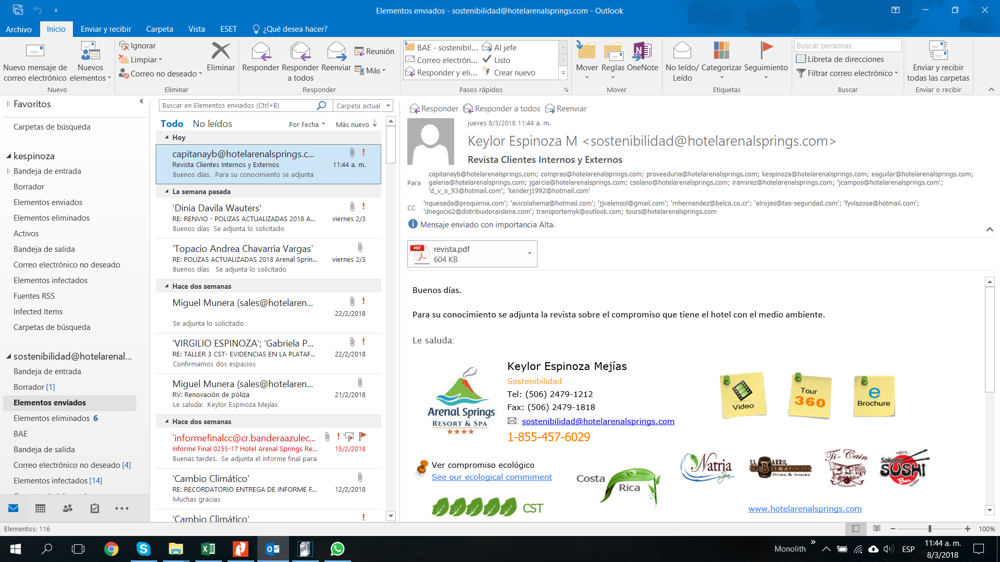 Elementos enviados - sostenibilidad@hotelarenalsprings.com - Outlook
Archivo Inicio Enviar y recibir Carpeta Vista ESET ¿Qué desea hacer?
Nuevo mensaje de correo electrónico
Nuevos elementos
Nuevo
Ignorar
Limpiar
Correo no deseado
Eliminar
Eliminar
Responder
Responder a todos
Reenviar
Reunión
Más
Responder
BAE - sostenibil...
Correo electrón...
Responder y eli...
Al jefe
Listo
Crear nuevo
Pasos rápidos
Mover
Reglas
OneNote
Mover
No leído/ Leído
Categorizar
Seguimiento
Etiquetas
Buscar personas
Libreta de direcciones
Filtrar correo electrónico
Buscar
Enviar y recibir todas las carpetas
Enviar o recibir
Favoritos
Carpetas de búsqueda
kespinoza
Bandeja de entrada
Borrador
Elementos enviados
Elementos eliminados
Activos
Bandeja de salida
Correo electrónico no deseado
Elementos infectados
Fuentes RSS
Infected Items
Carpetas de búsqueda
sostenibilidad@hotelarenal...
Bandeja de entrada
Borrador [1]
Elementos enviados
Elementos eliminados 6
BAE
Bandeja de salida
Correo electrónico no deseado [4]
Elementos infectados [14]
Buscar en Elementos enviados (Ctrl+B)
Carpeta actual
Todo No leídos Por Fecha Más nuevo
Hoy
capitanayb@hotelarenalsprings.c...
Revista Clientes Internos y Externos 11:44 a. m.
Buenos días. Para su conocimiento se adjunta
La semana pasada
'Dinia Davila Wauters'
RE: RENVIO - POLIZAS ACTUALIZADAS 2018 A... viernes 2/3
Buenos días Se adjunta lo solicitado
'Topacio Andrea Chavarria Vargas'
RE: POLIZAS ACTUALIZADAS 2018 Arenal Sprin... viernes 2/3
Buenos días Se adjunta lo solicitado
Hace dos semanas
Miguel Munera (sales@hotelaren...
22/2/2018
Se adjunta lo solicitado
'VIRGILIO ESPINOZA'; 'Gabriela P...
RE: TALLER 3 CST- EVIDENCIAS EN LA PLATAF... 22/2/2018
Confirmamos dos espacios
Miguel Munera (sales@hotelaren...
RV: Renovación de póliza 21/2/2018
Le saluda: Keylor Espinoza Mejías
Hace dos semanas
'informefinalcc@cr.banderaazulec...
Informe Final 0255-17 Hotel Arenal Springs Re... 15/2/2018
Buenas tardes. Se adjunta el informe final para
'Cambio Climático'
RE: RECORDATORIO ENTREGA DE INFORME F... 12/2/2018
Muchas gracias
'Cambio Climático'
Responder Responder a todos Reenviar
jueves 8/3/2018 11:44 a. m.
Keylor Espinoza M <sostenibilidad@hotelarenalsprings.com>
Revista Clientes Internos y Externos
Para
capitanayb@hotelarenalsprings.com; compras@hotelarenalsprings.com; proveeduria@hotelarenalsprings.com; kespinoza@hotelarenalsprings.com; eaguilar@hotelarenalsprings.com;
galeria@hotelarenalsprings.com; jgarcia@hotelarenalsprings.com; csolano@hotelarenalsprings.com; iramirez@hotelarenalsprings.com; 'jcampos@hotelarenalsprings.com';
'd_v_s_93@hotmail.com'; 'kenderj1992@hotmail.com'
CC
'nquesada@proquimia.com'; 'avicolahema@hotmail.com'; 'jjvalensol@gmail.com'; 'mhernandez@belca.co.cr'; 'alrojas@tas-seguridad.com'; 'fyvlazosa@hotmail.com';
'dnegocio2@distribuidoraislena.com'; transportemyk@outlook.com; tours@hotelarenalsprings.com
Mensaje enviado con importancia Alta.
PDF
revista.pdf
604 KB
Buenos días.
Para su conocimiento se adjunta la revista sobre el compromiso que tiene el hotel con el medio ambiente.
Le saluda:
Arenal Springs
Resort & Spa
Keylor Espinoza Mejías
Sostenibilidad
Tel: (506) 2479-1212
Fax: (506) 2479-1818
: sostenibilidad@hotelarenalsprings.com
1-855-457-6029
Video
Tour 360
e Brochure
Ver compromiso ecológico
See our ecological commiment
Costa Rica
CST
Natria Spa
El Barril
Bar y Lounge
Drinks & Snacks
Ti-Cain
Restaurante
Sakana
SUSHI
Bar
www.hotelarenalsprings.com
Elementos: 116
100%
Monolith
ESP
11:44 a. m.
8/3/2018